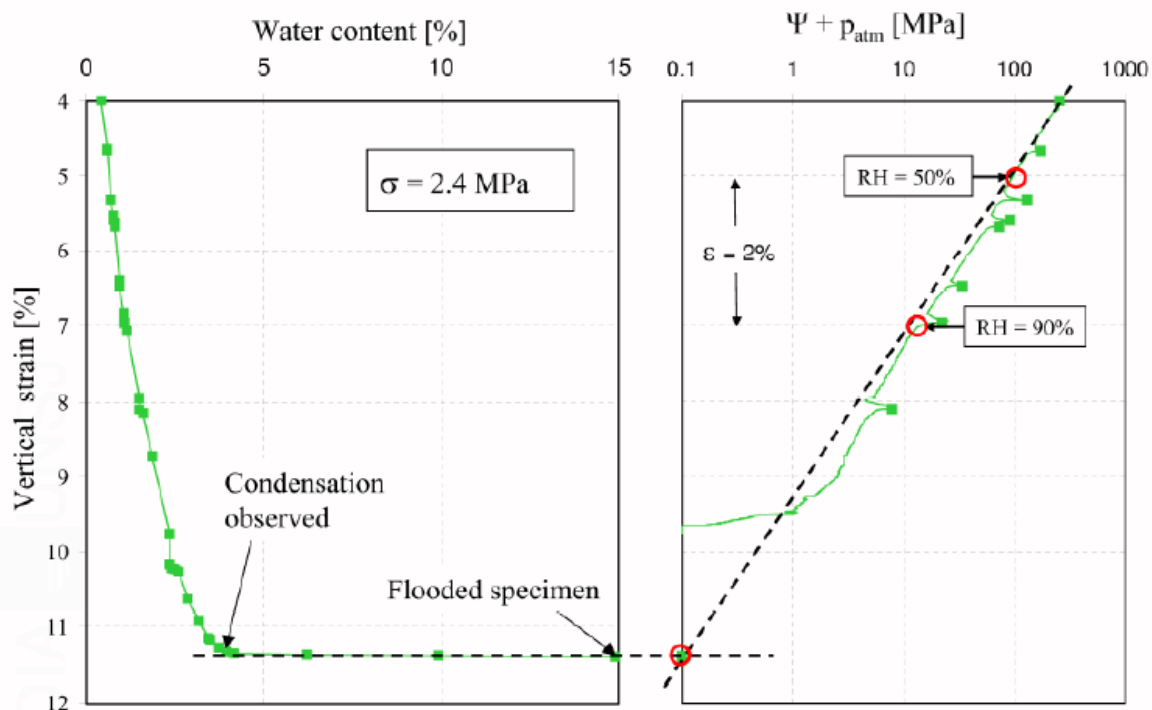 Water content [%]
Ψ + patm [MPa]
0 5 10 15
0.1 1 10 100 1000
4
5
6
7
8
9
10
11
12
Vertical strain [%]
σ = 2.4 MPa
RH = 50%
ε – 2%
RH = 90%
Condensation
observed
Flooded specimen